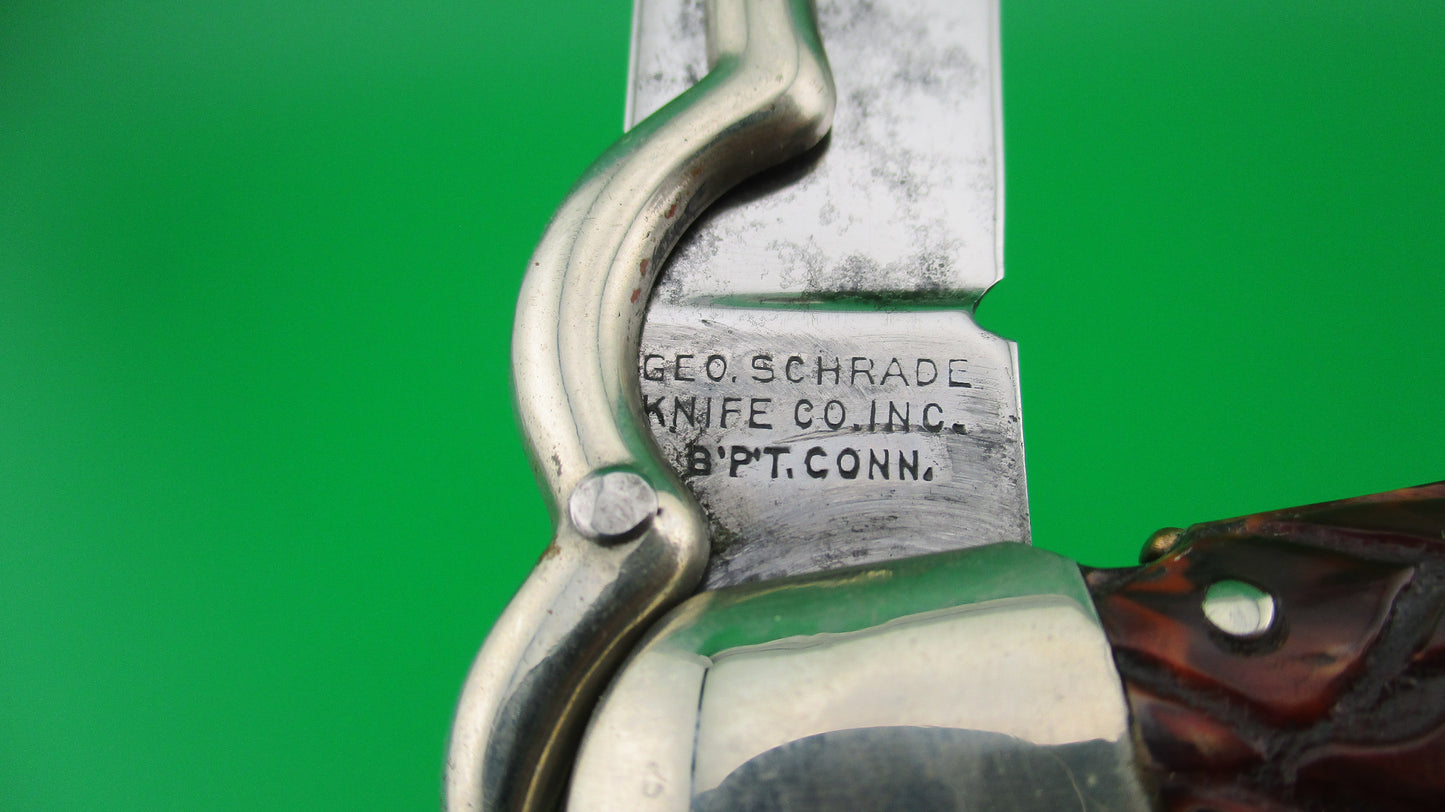 GEO. SCHRADE
KNIFE CO. INC.
B'P'T. CONN.